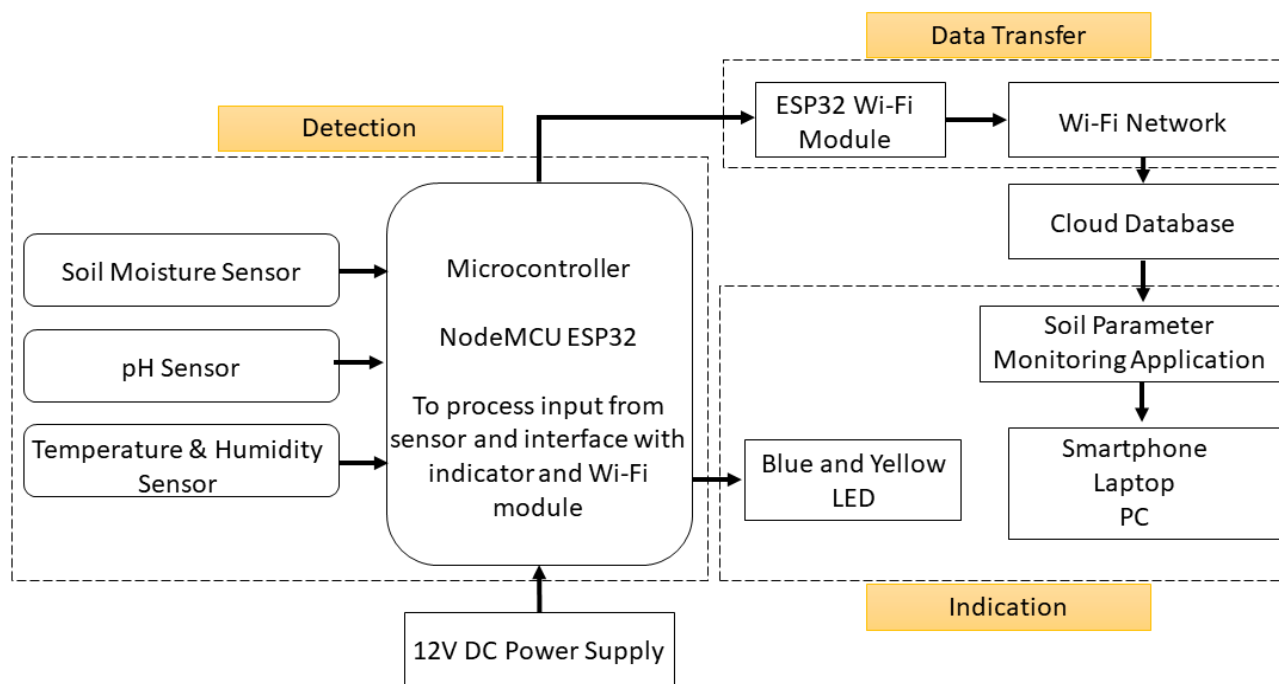 Data Transfer
ESP32 Wi-Fi
Module
Wi-Fi Network
Detection
Cloud Database
Soil Moisture Sensor
pH Sensor
Temperature & Humidity
Sensor
Microcontroller
NodeMCU ESP32
To process input from
sensor and interface with
indicator and Wi-Fi
module
Soil Parameter
Monitoring Application
Blue and Yellow
LED
Smartphone
Laptop
PC
Indication
12V DC Power Supply